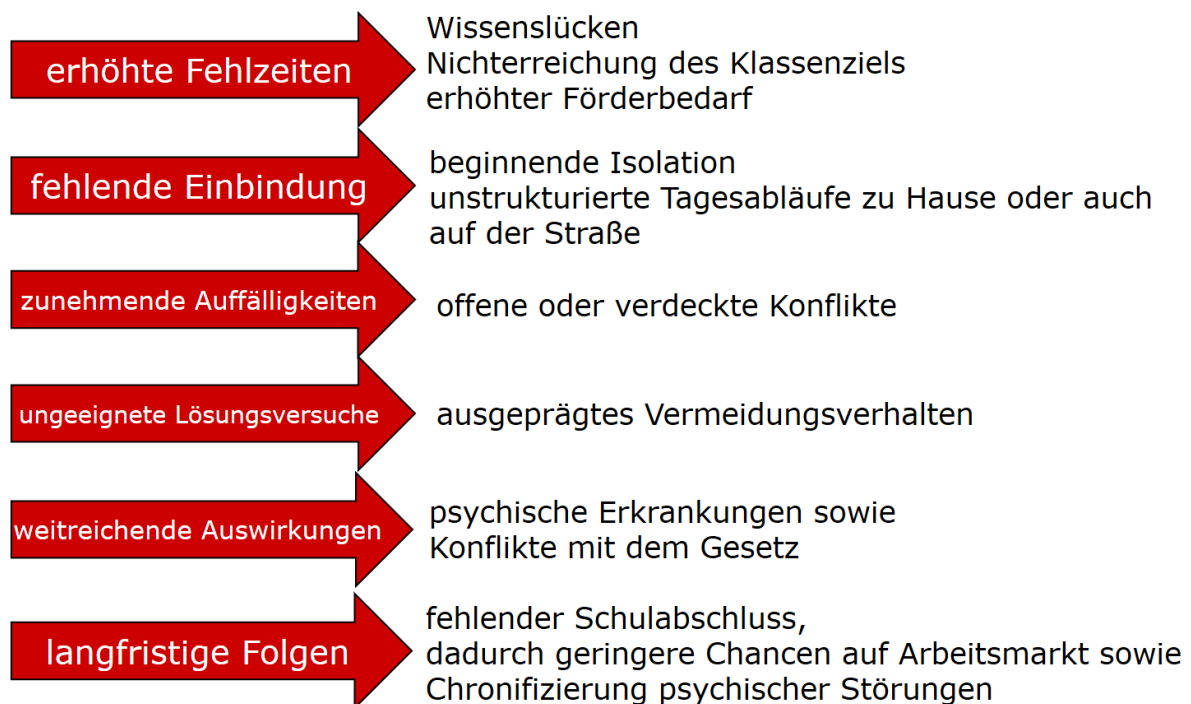 erhöhte Fehlzeiten
Wissenslücken
Nichterreichung des Klassenziels
erhöhter Förderbedarf
fehlende Einbindung
beginnende Isolation
unstrukturierte Tagesabläufe zu Hause oder auch
auf der Straße
zunehmende Auffälligkeiten
offene oder verdeckte Konflikte
ungeeignete Lösungsversuche
ausgeprägtes Vermeidungsverhalten
weitreichende Auswirkungen
psychische Erkrankungen sowie
Konflikte mit dem Gesetz
langfristige Folgen
fehlender Schulabschluss,
dadurch geringere Chancen auf Arbeitsmarkt sowie
Chronifizierung psychischer Störungen